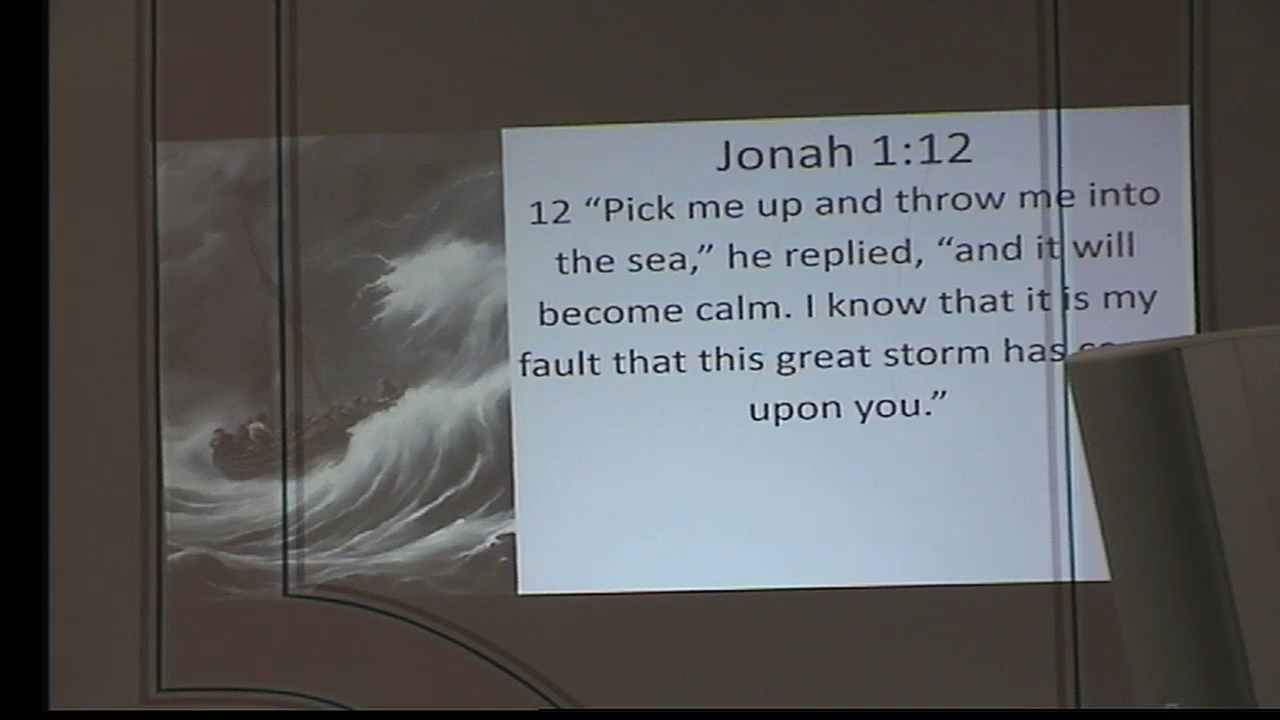 Jonah 1:12
12 “Pick me up and throw me into
the sea,” he replied, “and it will
become calm. I know that it is my
fault that this great storm has
upon you.”